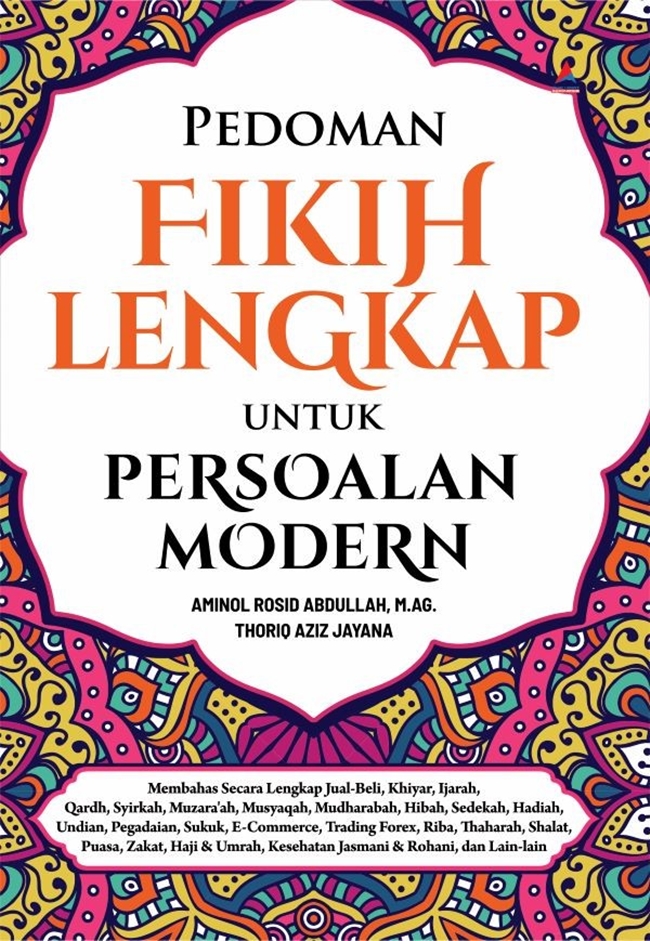 PEDOMAN
FIKIH
LENGKAP
UNTUK
PERSOALAN
MODERN
AMINOL ROSID ABDULLAH, M.AG.
THORIQ AZIZ JAYANA
Membahas Secara Lengkap Jual-Beli, Khiyar, Ijarah,
Qardh, Syirkah, Muzara'ah, Musyaqah, Mudharabah, Hibah, Sedekah, Hadiah,
Undian, Pegadaian, Sukuk, E-Commerce, Trading Forex, Riba, Thaharah, Shalat,
Puasa, Zakat, Haji & Umrah, Kesehatan Jasmani & Rohani, dan Lain-lain